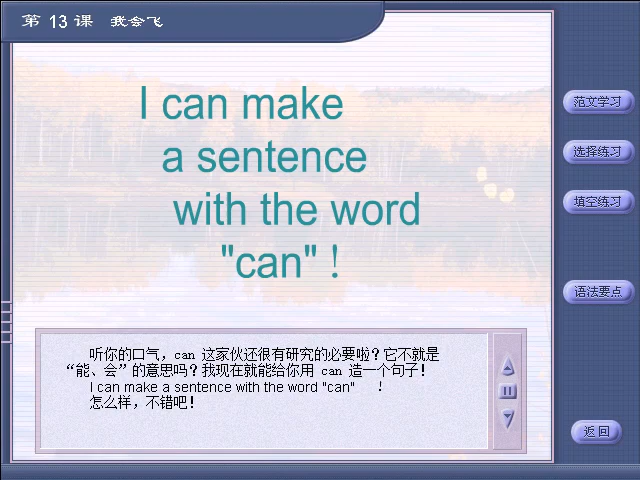 第 13 课 我会飞
I can make
a sentence
with the word
"can" !
范文学习
选择练习
填空练习
语法要点
听你的口气，can 这家伙还很有研究的必要啦？它不就是
“能、会”的意思吗？我现在就能给你用 can 造一个句子！
I can make a sentence with the word "can" ！
怎么样，不错吧！
返回